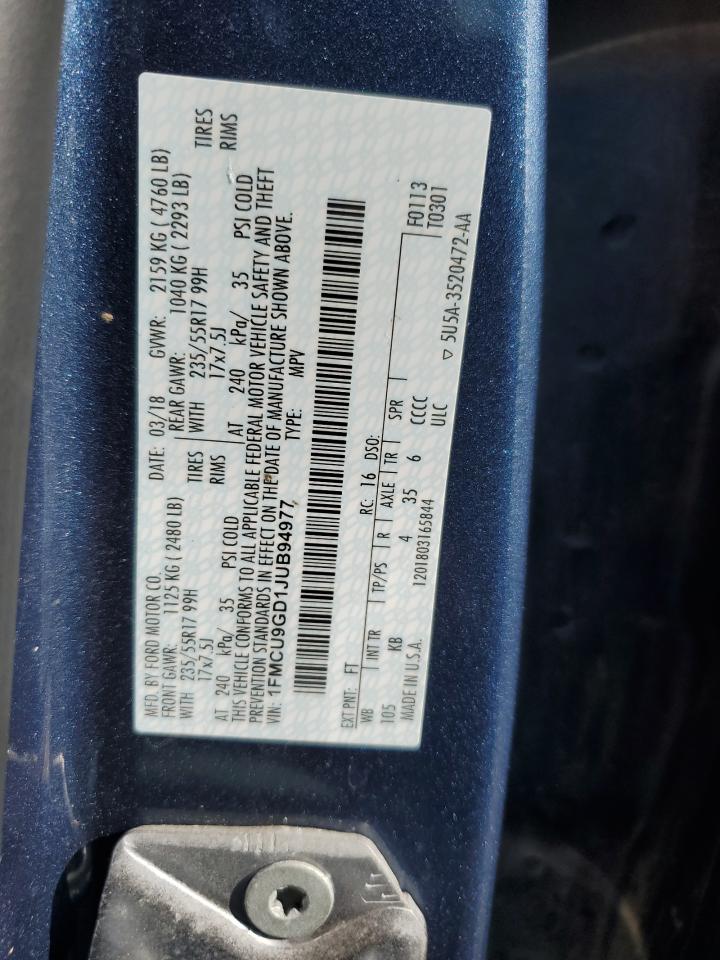 MFD. BY FORD MOTOR CO. DATE: 03/18 GVWR: 2159 KG ( 4760 LB)
FRONT GAWR: 1125 KG ( 2480 LB) REAR GAWR: 1040 KG ( 2293 LB)
WITH 235/55R17 99H TIRES WITH 235/55R17 99H TIRES
17x7.5J RIMS 17x7.5J RIMS
AT 240 kPa/ 35 PSI COLD AT 240 kPa/ 35 PSI COLD
THIS VEHICLE CONFORMS TO ALL APPLICABLE FEDERAL MOTOR VEHICLE SAFETY AND THEFT
PREVENTION STANDARDS IN EFFECT ON THE DATE OF MANUFACTURE SHOWN ABOVE.
VIN: 1FMCU9GD1JUB94977 TYPE: MPV
EXT PNT: FT RC: 16 DSO: F0113
WB INT TR TP/PS R AXLE TR SPR T0301
105 KB 4 35 6 CCCC
MADE IN U.S.A. 1201803165844 ULC ▽ 5U5A-3520472-AA